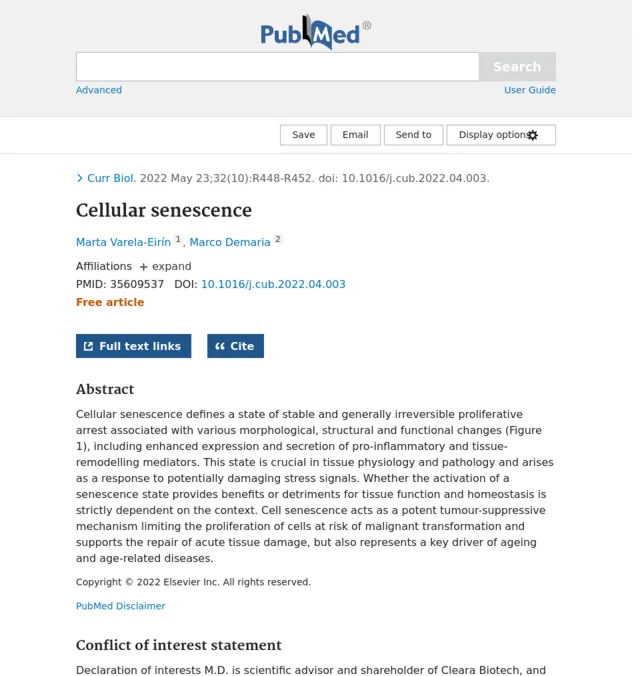 PubMed®
Search
Advanced
User Guide
Save
Email
Send to
Display options
Curr Biol. 2022 May 23;32(10):R448-R452. doi: 10.1016/j.cub.2022.04.003.
Cellular senescence
Marta Varela-Eirín 1, Marco Demaria 2
Affiliations + expand
PMID: 35609537 DOI: 10.1016/j.cub.2022.04.003
Free article
Full text links
Cite
Abstract
Cellular senescence defines a state of stable and generally irreversible proliferative
arrest associated with various morphological, structural and functional changes (Figure
1), including enhanced expression and secretion of pro-inflammatory and tissue-
remodelling mediators. This state is crucial in tissue physiology and pathology and arises
as a response to potentially damaging stress signals. Whether the activation of a
senescence state provides benefits or detriments for tissue function and homeostasis is
strictly dependent on the context. Cell senescence acts as a potent tumour-suppressive
mechanism limiting the proliferation of cells at risk of malignant transformation and
supports the repair of acute tissue damage, but also represents a key driver of ageing
and age-related diseases.
Copyright © 2022 Elsevier Inc. All rights reserved.
PubMed Disclaimer
Conflict of interest statement
Declaration of interests M.D. is scientific advisor and shareholder of Cleara Biotech, and